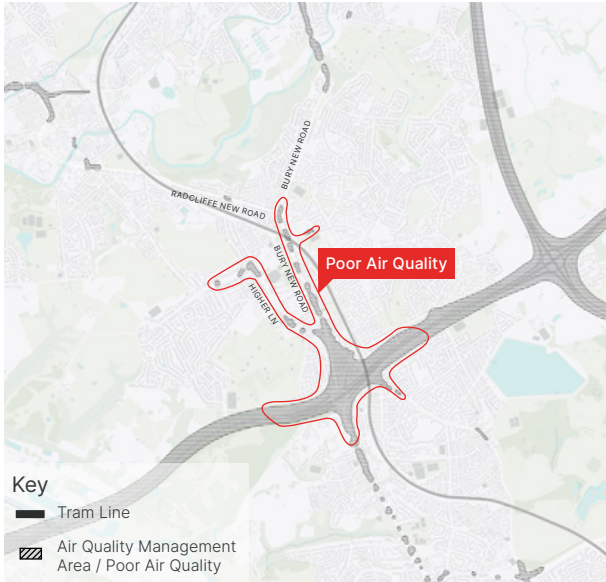 BURY NEW ROAD
RADCLIFFE NEW ROAD
BURY NEW ROAD
Poor Air Quality
HIGHER LN
Key
Tram Line
Air Quality Management
Area / Poor Air Quality